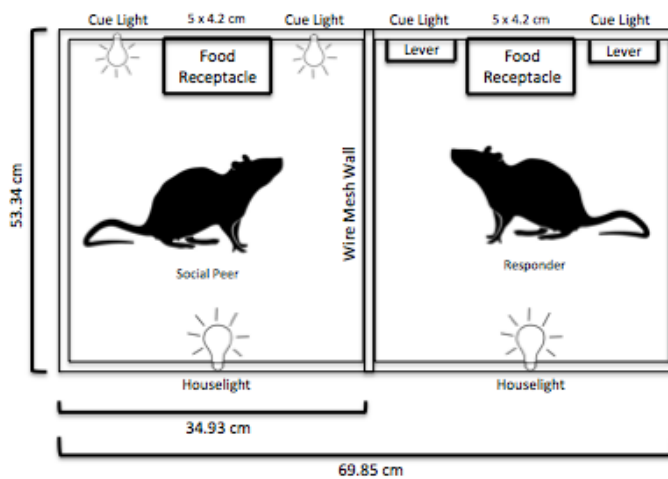 Cue Light 5 x 4.2 cm Cue Light Cue Light 5 x 4.2 cm Cue Light
Food
Receptacle
Lever
Food
Receptacle
Lever
53.34 cm
Wire Mesh Wall
Social Peer
Responder
Houselight
Houselight
34.93 cm
69.85 cm